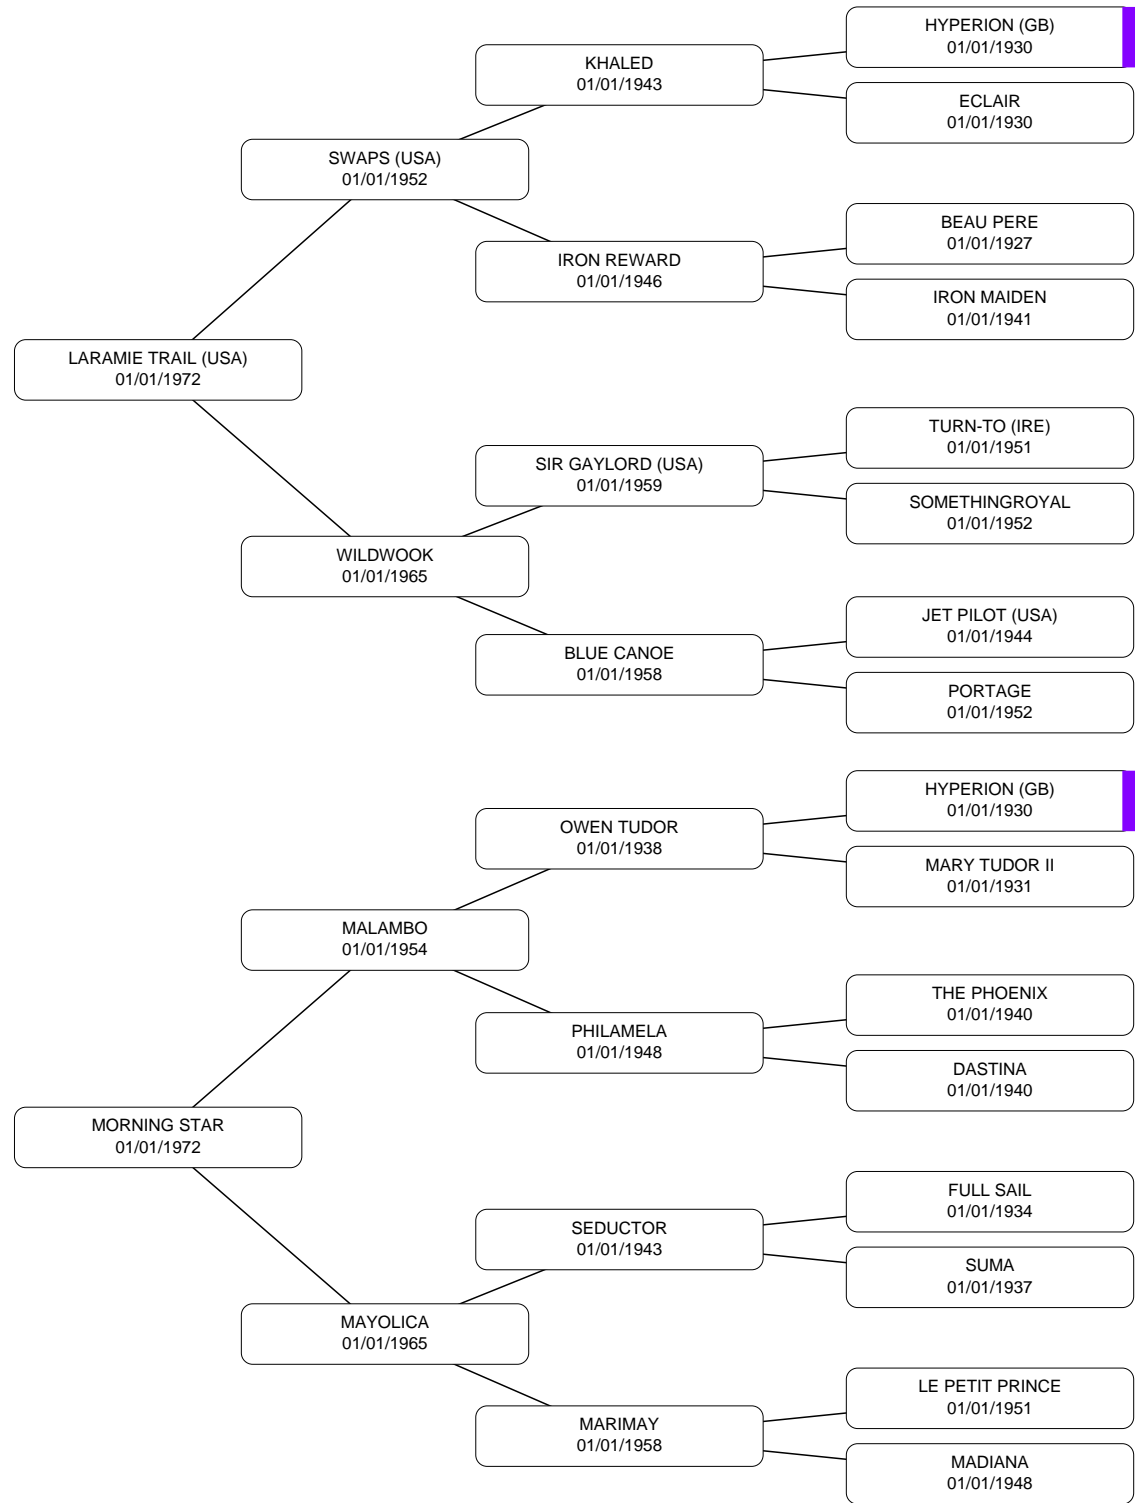 HYPERION (GB)
01/01/1930
KHALED
01/01/1943
ECLAIR
01/01/1930
SWAPS (USA)
01/01/1952
BEAU PERE
01/01/1927
IRON REWARD
01/01/1946
IRON MAIDEN
01/01/1941
LARAMIE TRAIL (USA)
01/01/1972
TURN-TO (IRE)
01/01/1951
SIR GAYLORD (USA)
01/01/1959
SOMETHINGROYAL
01/01/1952
WILDWOOK
01/01/1965
JET PILOT (USA)
01/01/1944
BLUE CANOE
01/01/1958
PORTAGE
01/01/1952
HYPERION (GB)
01/01/1930
OWEN TUDOR
01/01/1938
MARY TUDOR II
01/01/1931
MALAMBO
01/01/1954
THE PHOENIX
01/01/1940
PHILAMELA
01/01/1948
DASTINA
01/01/1940
MORNING STAR
01/01/1972
FULL SAIL
01/01/1934
SEDUCTOR
01/01/1943
SUMA
01/01/1937
MAYOLICA
01/01/1965
LE PETIT PRINCE
01/01/1951
MARIMAY
01/01/1958
MADIANA
01/01/1948